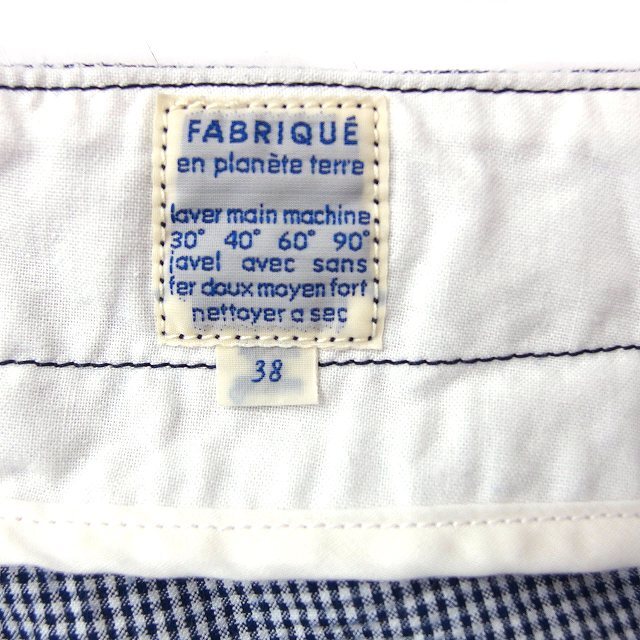 FABRIQUÉ
en planète terre
laver main machine
30° 40° 60° 90°
javel avec sans
fer doux moyen fort
nettoyer a sec
38